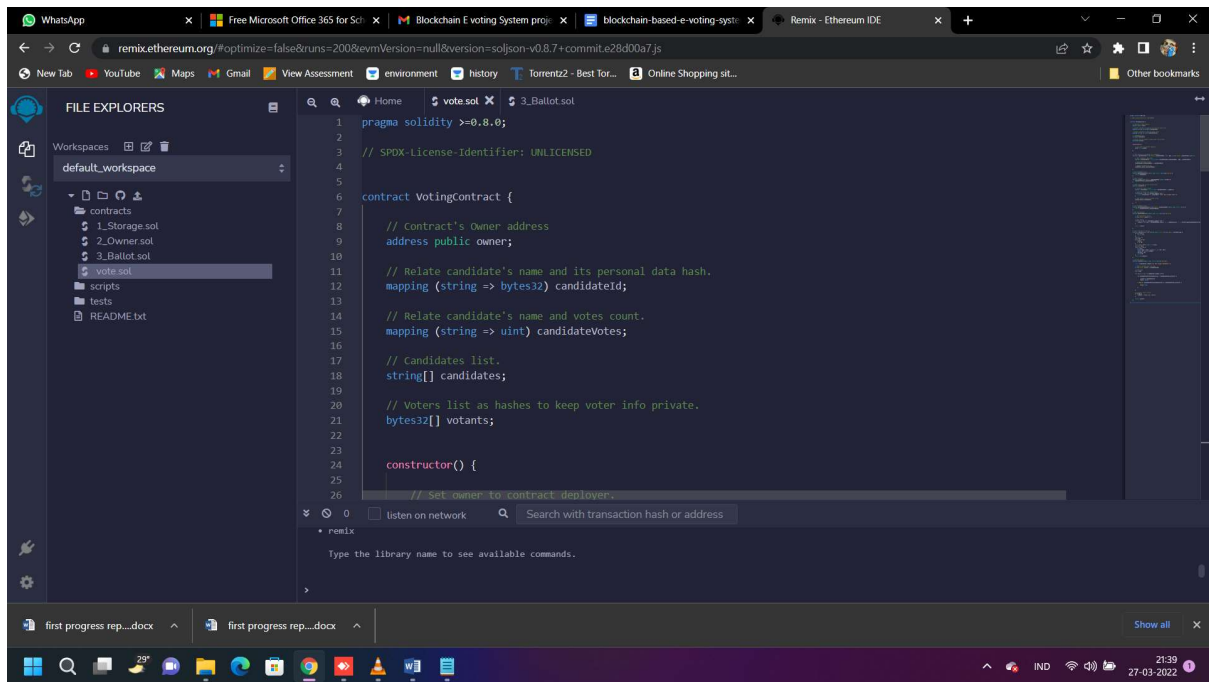 WhatsApp
Free Microsoft Office 365 for Sch
Blockchain E voting System proje
blockchain-based-e-voting-syste
Remix - Ethereum IDE
remix.ethereum.org/#optimize=false&runs=200&evmVersion=null&version=soljson-v0.8.7+commit.e28d00a7.js
New Tab
YouTube
Maps
Gmail
View Assessment
environment
history
Torrentz2 - Best Tor...
Online Shopping sit...
Other bookmarks
FILE EXPLORERS
Workspaces
default_workspace
contracts
1_Storage.sol
2_Owner.sol
3_Ballot.sol
vote.sol
scripts
tests
README.txt
Home
vote.sol
3_Ballot.sol
1 pragma solidity >=0.8.0;
2
3 // SPDX-License-Identifier: UNLICENSED
4
5
6 contract VotingContract {
7
8 // Contract's Owner address
9 address public owner;
10
11 // Relate candidate's name and its personal data hash.
12 mapping (string => bytes32) candidateId;
13
14 // Relate candidate's name and votes count.
15 mapping (string => uint) candidateVotes;
16
17 // Candidates list.
18 string[] candidates;
19
20 // Voters list as hashes to keep voter info private.
21 bytes32[] votants;
22
23
24 constructor() {
25
26 // Set owner to contract deployer.
0
listen on network
Search with transaction hash or address
• remix
Type the library name to see available commands.
>
first progress rep....docx
first progress rep....docx
Show all
29°
IND
21:39
27-03-2022
1